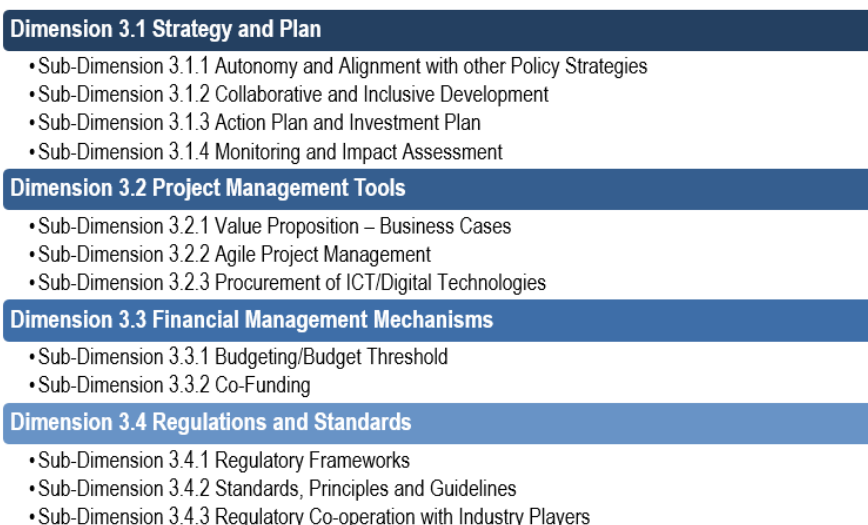 Dimension 3.1 Strategy and Plan
•Sub-Dimension 3.1.1 Autonomy and Alignment with other Policy Strategies
•Sub-Dimension 3.1.2 Collaborative and Inclusive Development
•Sub-Dimension 3.1.3 Action Plan and Investment Plan
•Sub-Dimension 3.1.4 Monitoring and Impact Assessment
Dimension 3.2 Project Management Tools
•Sub-Dimension 3.2.1 Value Proposition – Business Cases
•Sub-Dimension 3.2.2 Agile Project Management
•Sub-Dimension 3.2.3 Procurement of ICT/Digital Technologies
Dimension 3.3 Financial Management Mechanisms
•Sub-Dimension 3.3.1 Budgeting/Budget Threshold
•Sub-Dimension 3.3.2 Co-Funding
Dimension 3.4 Regulations and Standards
•Sub-Dimension 3.4.1 Regulatory Frameworks
•Sub-Dimension 3.4.2 Standards, Principles and Guidelines
•Sub-Dimension 3.4.3 Regulatory Co-operation with Industry Players